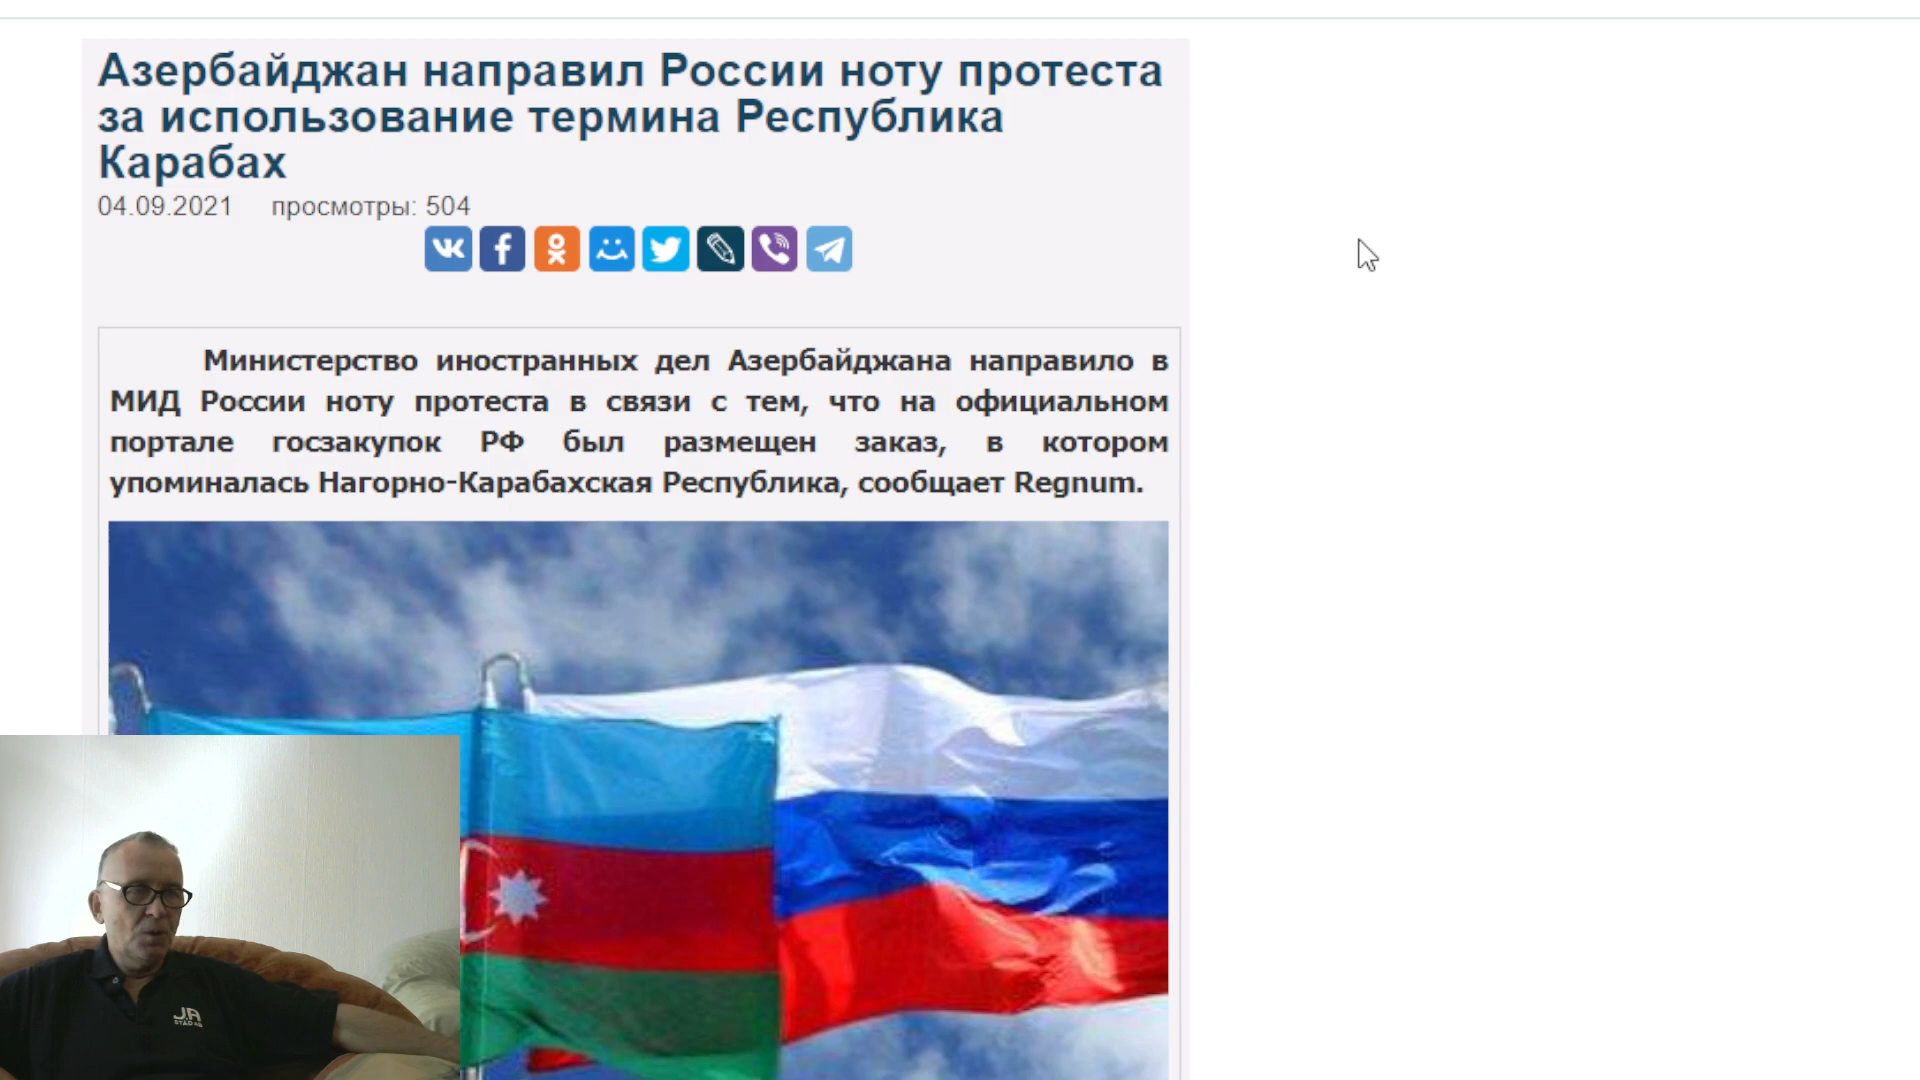 Азербайджан направил России ноту протеста
за использование термина Республика
Карабах
04.09.2021 просмотры: 504
Министерство иностранных дел Азербайджана направило в
МИД России ноту протеста в связи с тем, что на официальном
портале госзакупок РФ был размещен заказ, в котором
упоминалась Нагорно-Карабахская Республика, сообщает Regnum.
J.A